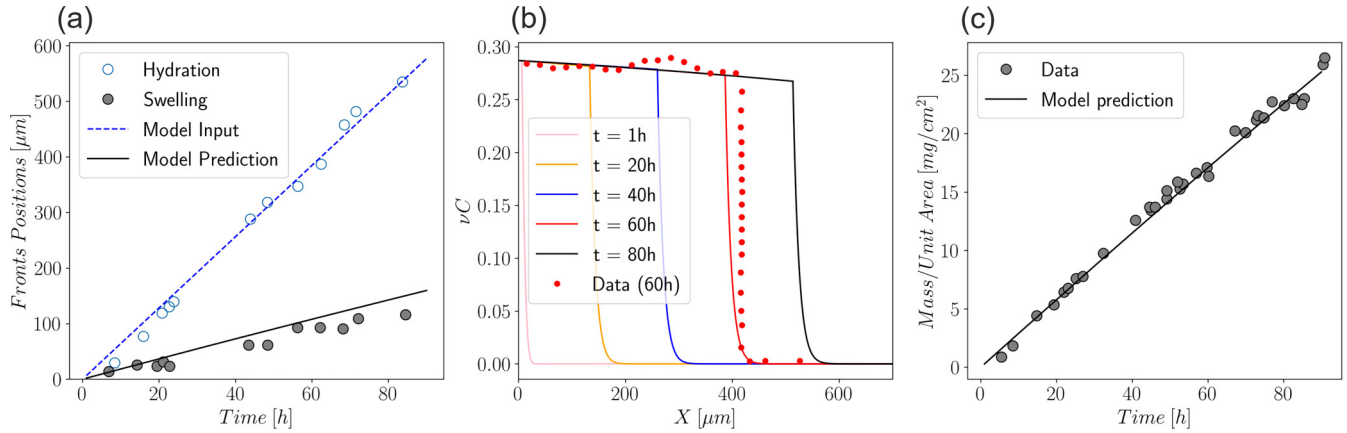 (a)
600
500
400
300
200
100
0
0
20
40
60
80
Fronts Positions [μm]
Time [h]
Hydration
Swelling
Model Input
Model Prediction
(b)
0.30
0.25
0.20
0.15
0.10
0.05
0.00
0
200
400
600
νC
X [μm]
t = 1h
t = 20h
t = 40h
t = 60h
t = 80h
Data (60h)
(c)
25
20
15
10
5
0
0
20
40
60
80
Mass/Unit Area [mg/cm²]
Time [h]
Data
Model prediction